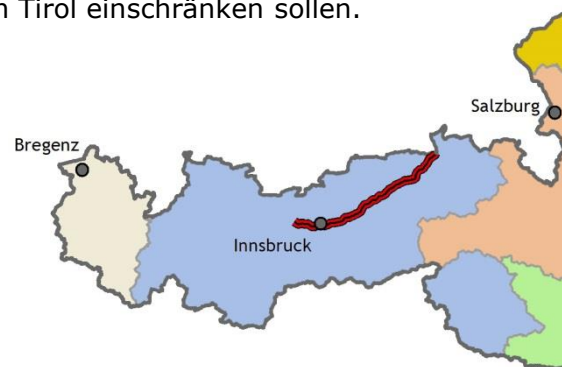 Tirol einschränken sollen.
Salzburg
Bregenz
Innsbruck